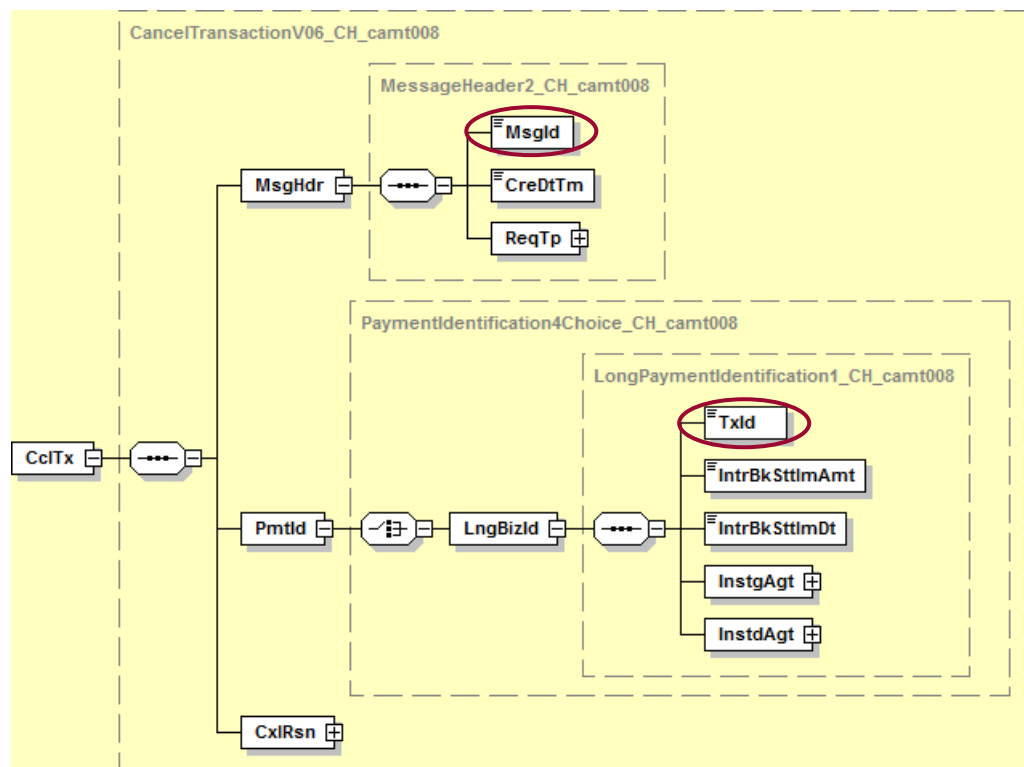 CancelTransactionV06_CH_camt008
MessageHeader2_CH_camt008
MsgId
MsgHdr
CreDtTm
ReqTp
PaymentIdentification4Choice_CH_camt008
LongPaymentIdentification1_CH_camt008
TxId
CclTx
IntrBkSttlmAmt
PmtId
LngBizId
IntrBkSttlmDt
InstgAgt
InstdAgt
CxlRsn